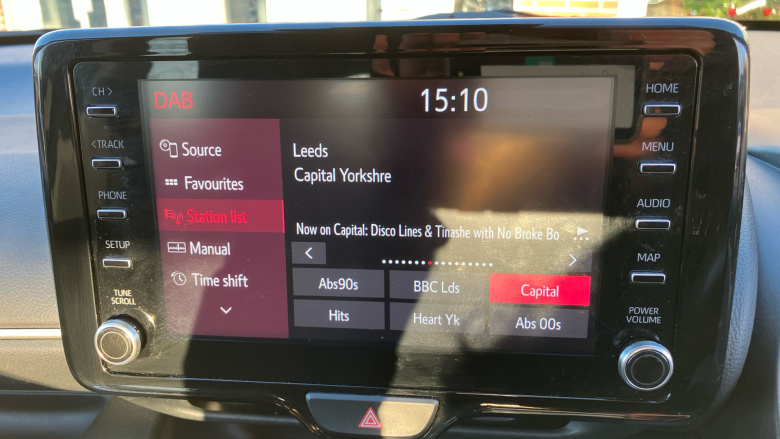 CH >
< TRACK
PHONE
SETUP
TUNE
SCROLL
DAB
15:10
Source
Favourites
Station list
Manual
Time shift
Leeds
Capital Yorkshire
Now on Capital: Disco Lines & Tinashe with No Broke Bo
Abs90s
BBC Lds
Capital
Hits
Heart Yk
Abs 00s
HOME
MENU
AUDIO
MAP
POWER
VOLUME